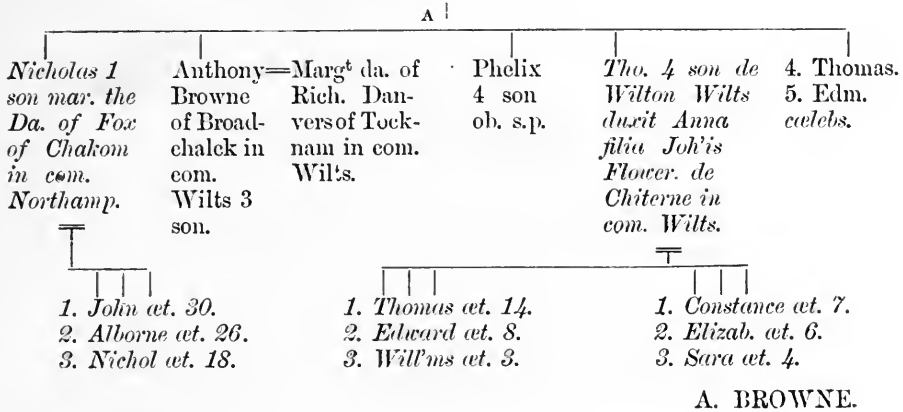 A
Nicholas 1
son mar. the
Da. of Fox
of Chakom
in com.
Northamp.
Anthony=Margᵗ da. of
Browne
of Broad-
chalck in
com.
Wilts 3
son.
Rich. Dan-
vers of Tock-
nam in com.
Wilts.
Phelix
4 son
ob. s.p.
Tho. 4 son de
Wilton Wilts
duxit Anna
filia Joh'is
Flower. de
Chiterne in
com. Wilts.
4. Thomas.
5. Edm.
cœlebs.
1. John æt. 30.
2. Alborne æt. 26.
3. Nichol æt. 18.
1. Thomas æt. 14.
2. Edward æt. 8.
3. Will'ms æt. 3.
1. Constance æt. 7.
2. Elizab. æt. 6.
3. Sara æt. 4.
A. BROWNE.